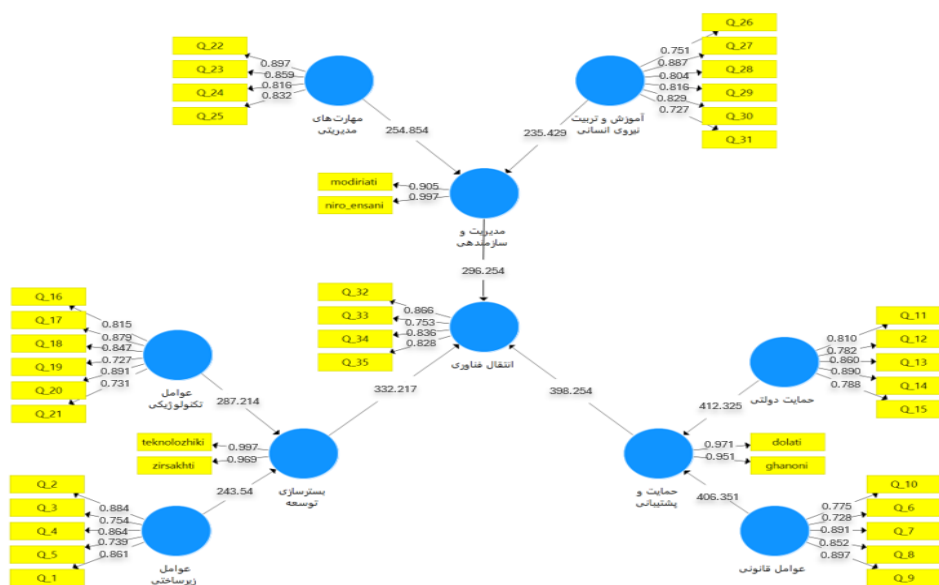 Q_22
Q_23
Q_24
Q_25
0.897
0.859
0.816
0.832
مهارت‌های
مدیریتی
254.854
Q_26
Q_27
Q_28
Q_29
Q_30
Q_31
0.751
0.887
0.804
0.816
0.829
0.727
آموزش و تربیت
نیروی انسانی
235.429
modiriati
niro_ensani
0.905
0.997
مدیریت و
سازمندهی
296.254
Q_32
Q_33
Q_34
Q_35
0.866
0.753
0.836
0.828
انتقال فناوری
Q_16
Q_17
Q_18
Q_19
Q_20
Q_21
0.815
0.879
0.847
0.727
0.891
0.731
عوامل
تکنولوژیکی
287.214
332.217
teknolozhiki
zirsakhti
0.997
0.969
بسترسازی
توسعه
243.54
Q_2
Q_3
Q_4
Q_5
Q_1
0.884
0.754
0.864
0.739
0.861
عوامل
زیرساختی
398.254
Q_11
Q_12
Q_13
Q_14
Q_15
0.810
0.782
0.860
0.890
0.788
حمایت دولتی
412.325
dolati
ghanoni
0.971
0.951
حمایت و
پشتیبانی
406.351
Q_10
Q_6
Q_7
Q_8
Q_9
0.775
0.728
0.891
0.852
0.897
عوامل قانونی